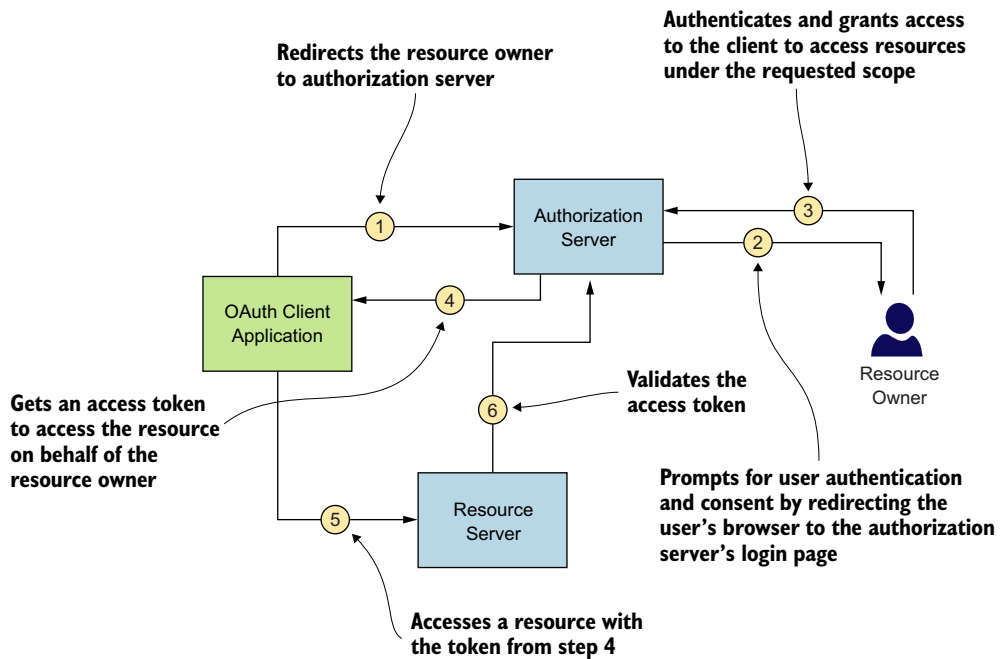 Redirects the resource owner
to authorization server
Authenticates and grants access
to the client to access resources
under the requested scope
1
Authorization
Server
3
2
OAuth Client
Application
4
Resource
Owner
Gets an access token
to access the resource
on behalf of the
resource owner
6
Validates the
access token
5
Resource
Server
Prompts for user authentication
and consent by redirecting the
user’s browser to the authorization
server’s login page
Accesses a resource with
the token from step 4